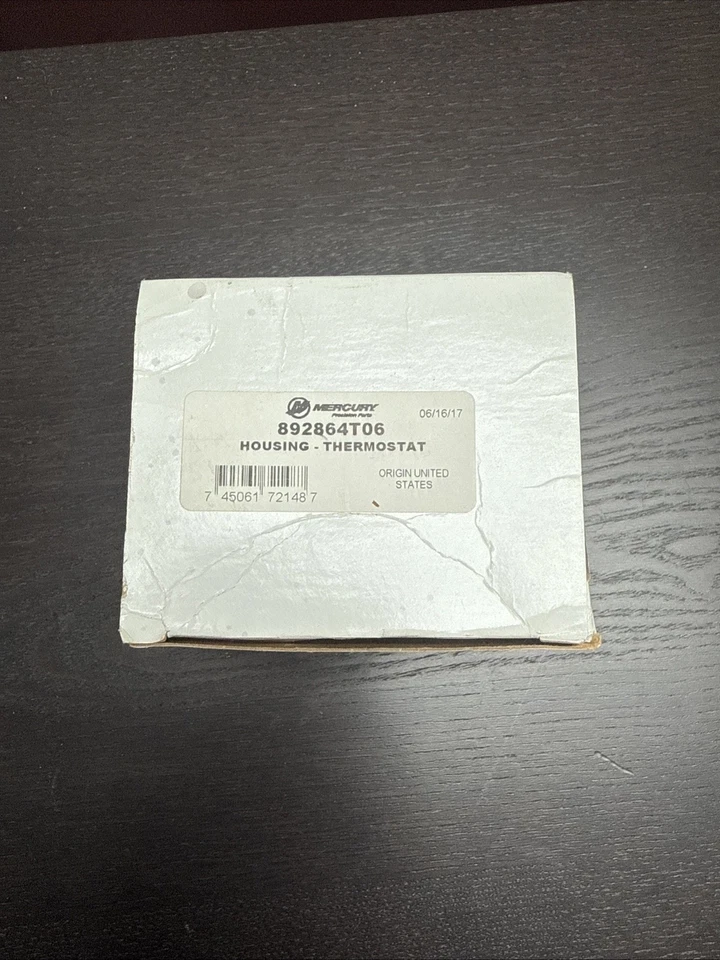 MERCURY
Precision Parts
06/16/17
892864T06
HOUSING - THERMOSTAT
ORIGIN UNITED
STATES
7 45061 72148 7